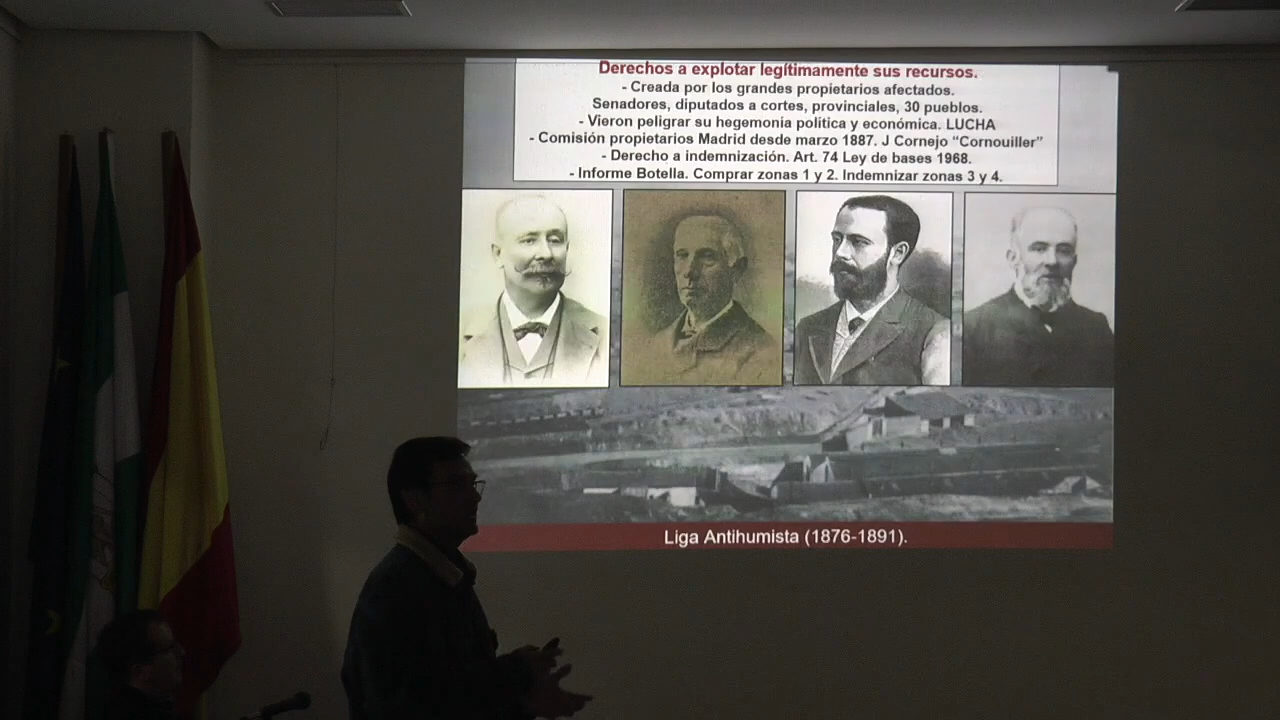 Derechos a explotar legítimamente sus recursos.
- Creada por los grandes propietarios afectados.
Senadores, diputados a cortes, provinciales, 30 pueblos.
- Vieron peligrar su hegemonía política y económica. LUCHA
- Comisión propietarios Madrid desde marzo 1887. J Cornejo “Cornouiller”
- Derecho a indemnización. Art. 74 Ley de bases 1968.
- Informe Botella. Comprar zonas 1 y 2. Indemnizar zonas 3 y 4.
Liga Antihumista (1876-1891).